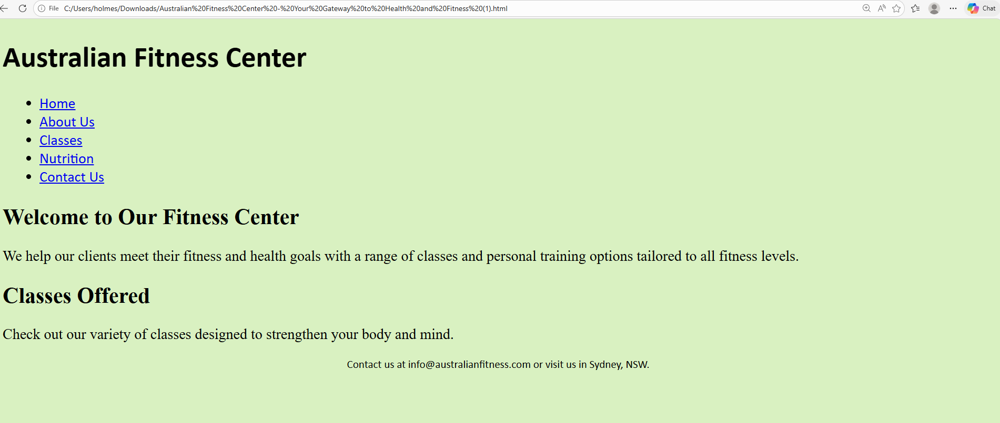 File C:/Users/holmes/Downloads/Australian%20Fitness%20Center%20-%20Your%20Gateway%20to%20Health%20and%20Fitness%20(1).html Chat
Australian Fitness Center
• Home
• About Us
• Classes
• Nutrition
• Contact Us
Welcome to Our Fitness Center
We help our clients meet their fitness and health goals with a range of classes and personal training options tailored to all fitness levels.
Classes Offered
Check out our variety of classes designed to strengthen your body and mind.
Contact us at info@australianfitness.com or visit us in Sydney, NSW.